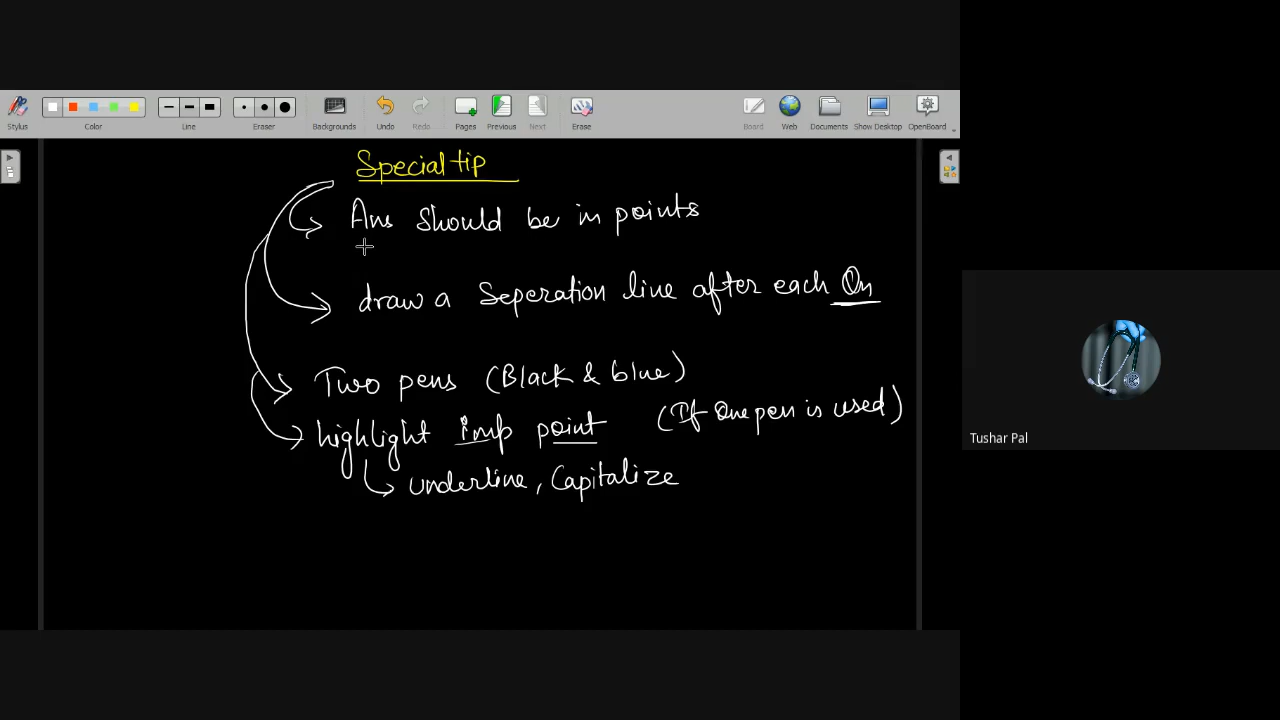 Stylus
Color
Line
Eraser
Backgrounds
Undo
Redo
Pages
Previous
Next
Erase
Board
Web
Documents
Show Desktop
OpenBoard
Special tip
Ans should be in points
draw a Seperation line after each Qn
Two pens (Black & blue)
highlight imp point (If One pen is used)
underline, Capitalize
Tushar Pal